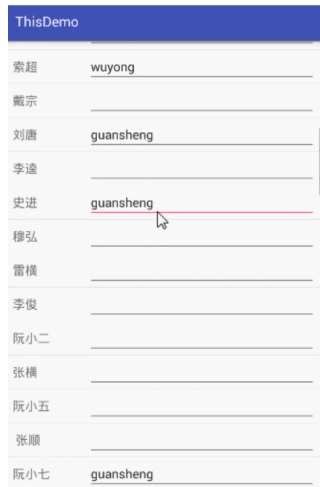 ThisDemo
索超 wuyong
戴宗
刘唐 guansheng
李逵
史进 guansheng
穆弘
雷横
李俊
阮小二
张横
阮小五
张顺
阮小七 guansheng